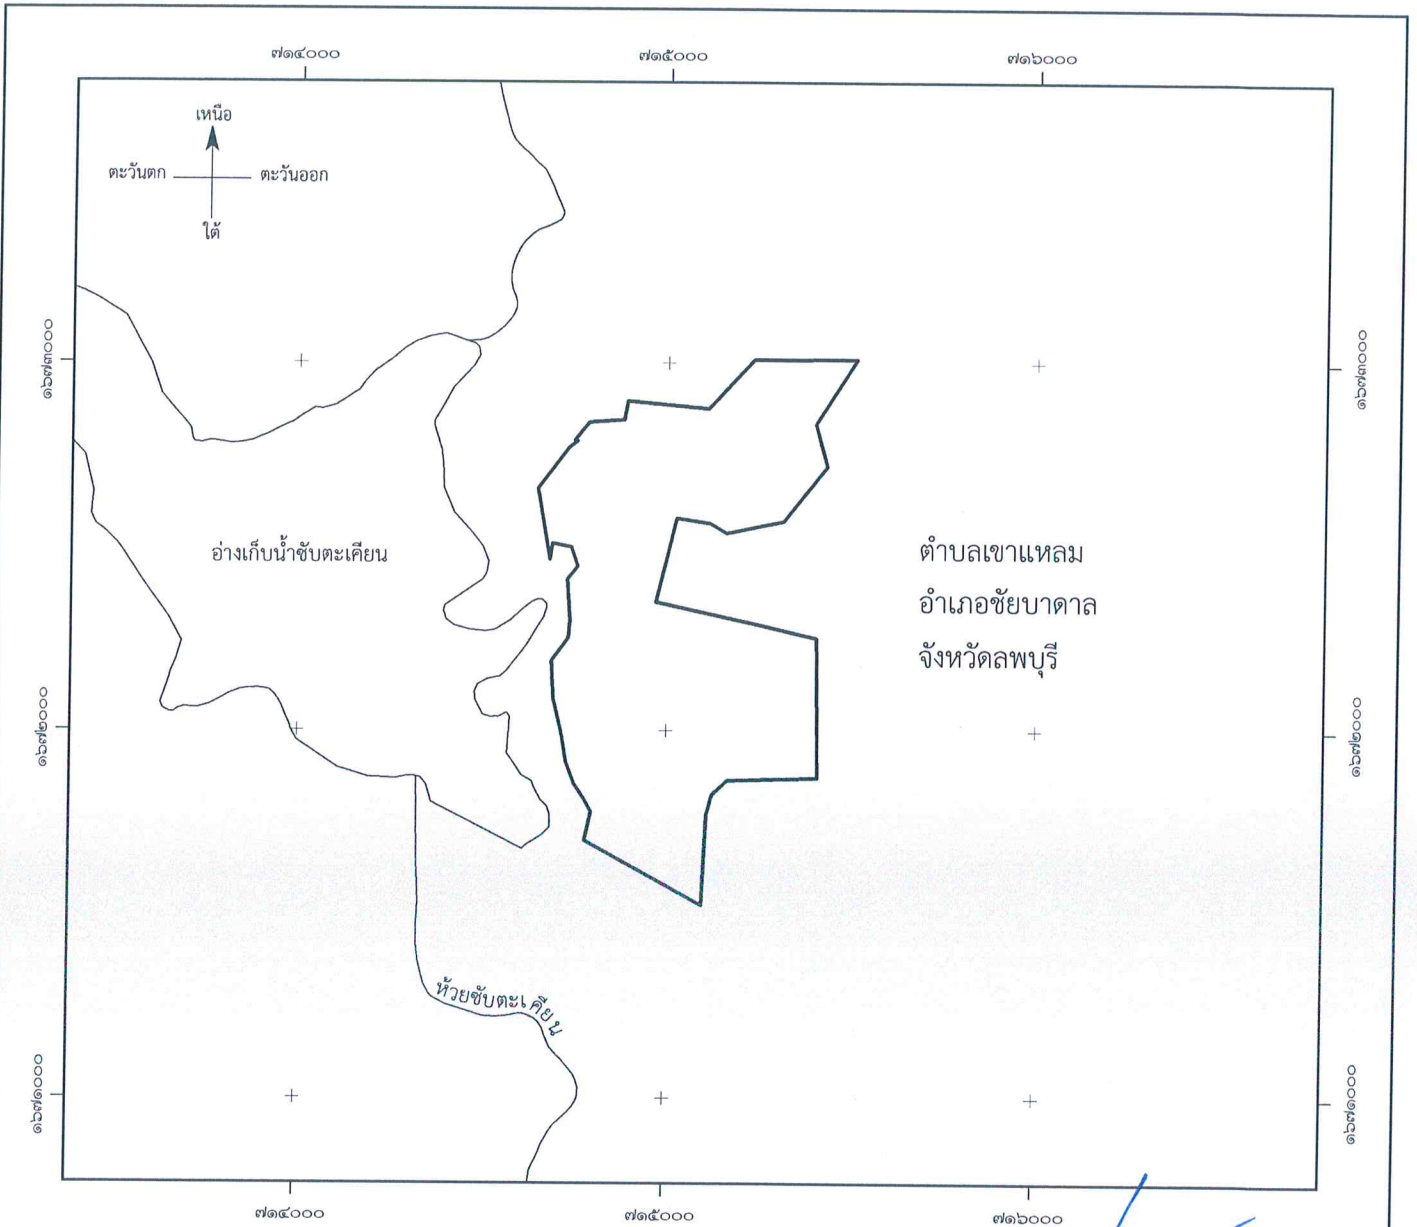 ๗๑๔๐๐๐
๗๑๕๐๐๐
๗๑๖๐๐๐
เหนือ
ตะวันตก
ตะวันออก
ใต้
๑๖๗๓๐๐๐
๑๖๗๓๐๐๐
อ่างเก็บน้ำซับตะเคียน
ตำบลเขาแหลม
อำเภอชัยบาดาล
จังหวัดลพบุรี
๑๖๗๒๐๐๐
๑๖๗๒๐๐๐
ห้วยซับตะเคียน
๑๖๗๑๐๐๐
๑๖๗๑๐๐๐
๗๑๔๐๐๐
๗๑๕๐๐๐
๗๑๖๐๐๐